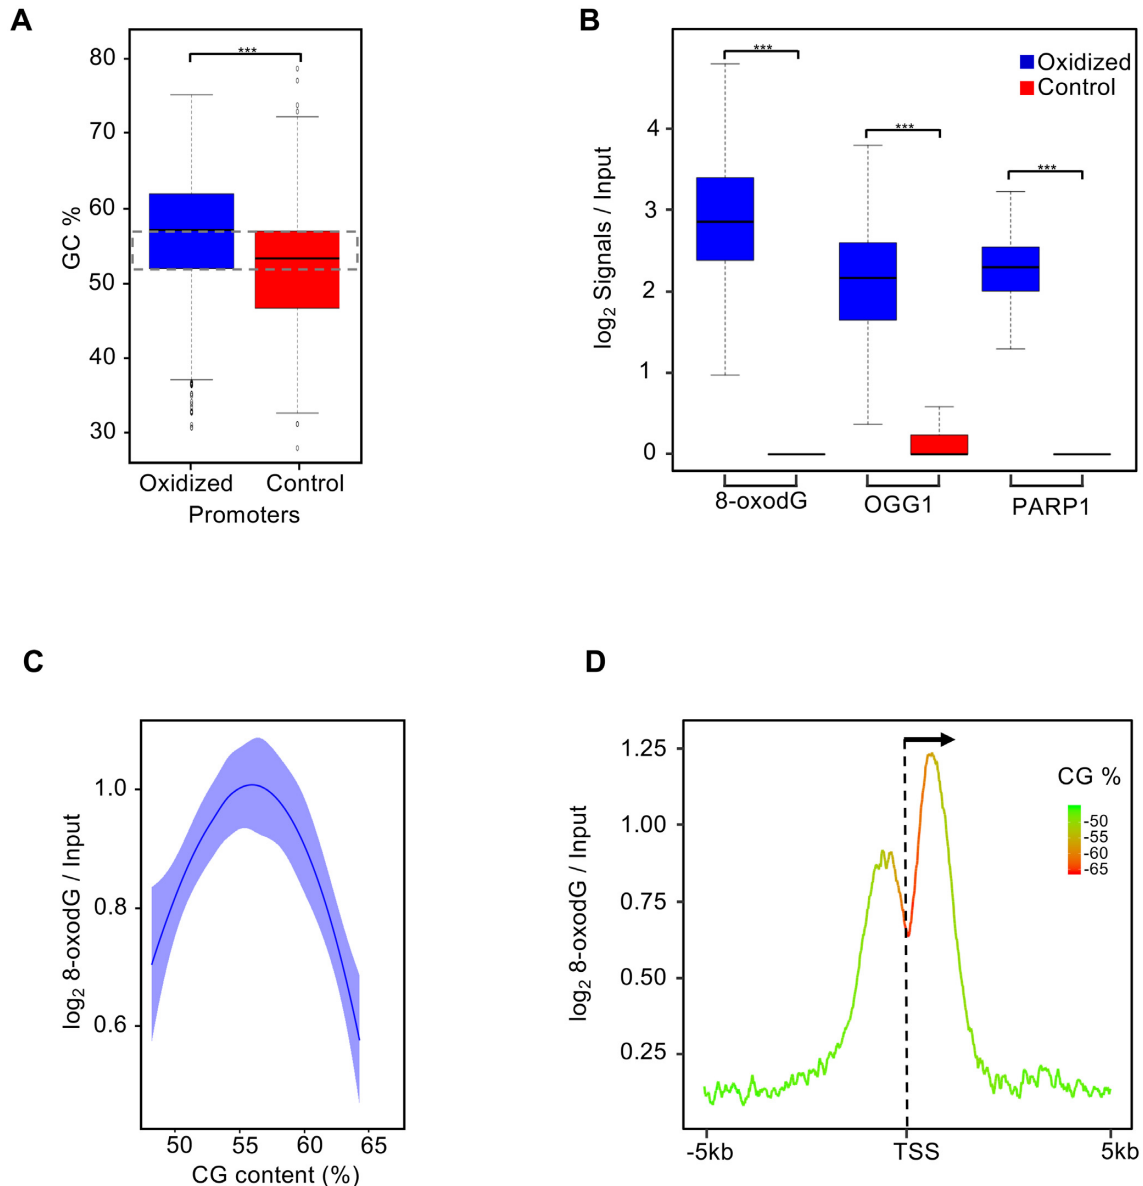 A
80
70
60
50
40
30
GC %
***
Oxidized
Control
Promoters
B
4
3
2
1
0
log2 Signals / Input
***
***
***
Oxidized
Control
8-oxodG
OGG1
PARP1
C
1.0
0.8
0.6
log2 8-oxodG / Input
50
55
60
65
CG content (%)
D
1.25
1.00
0.75
0.50
0.25
log2 8-oxodG / Input
CG %
-50
-55
-60
-65
-5kb
TSS
5kb